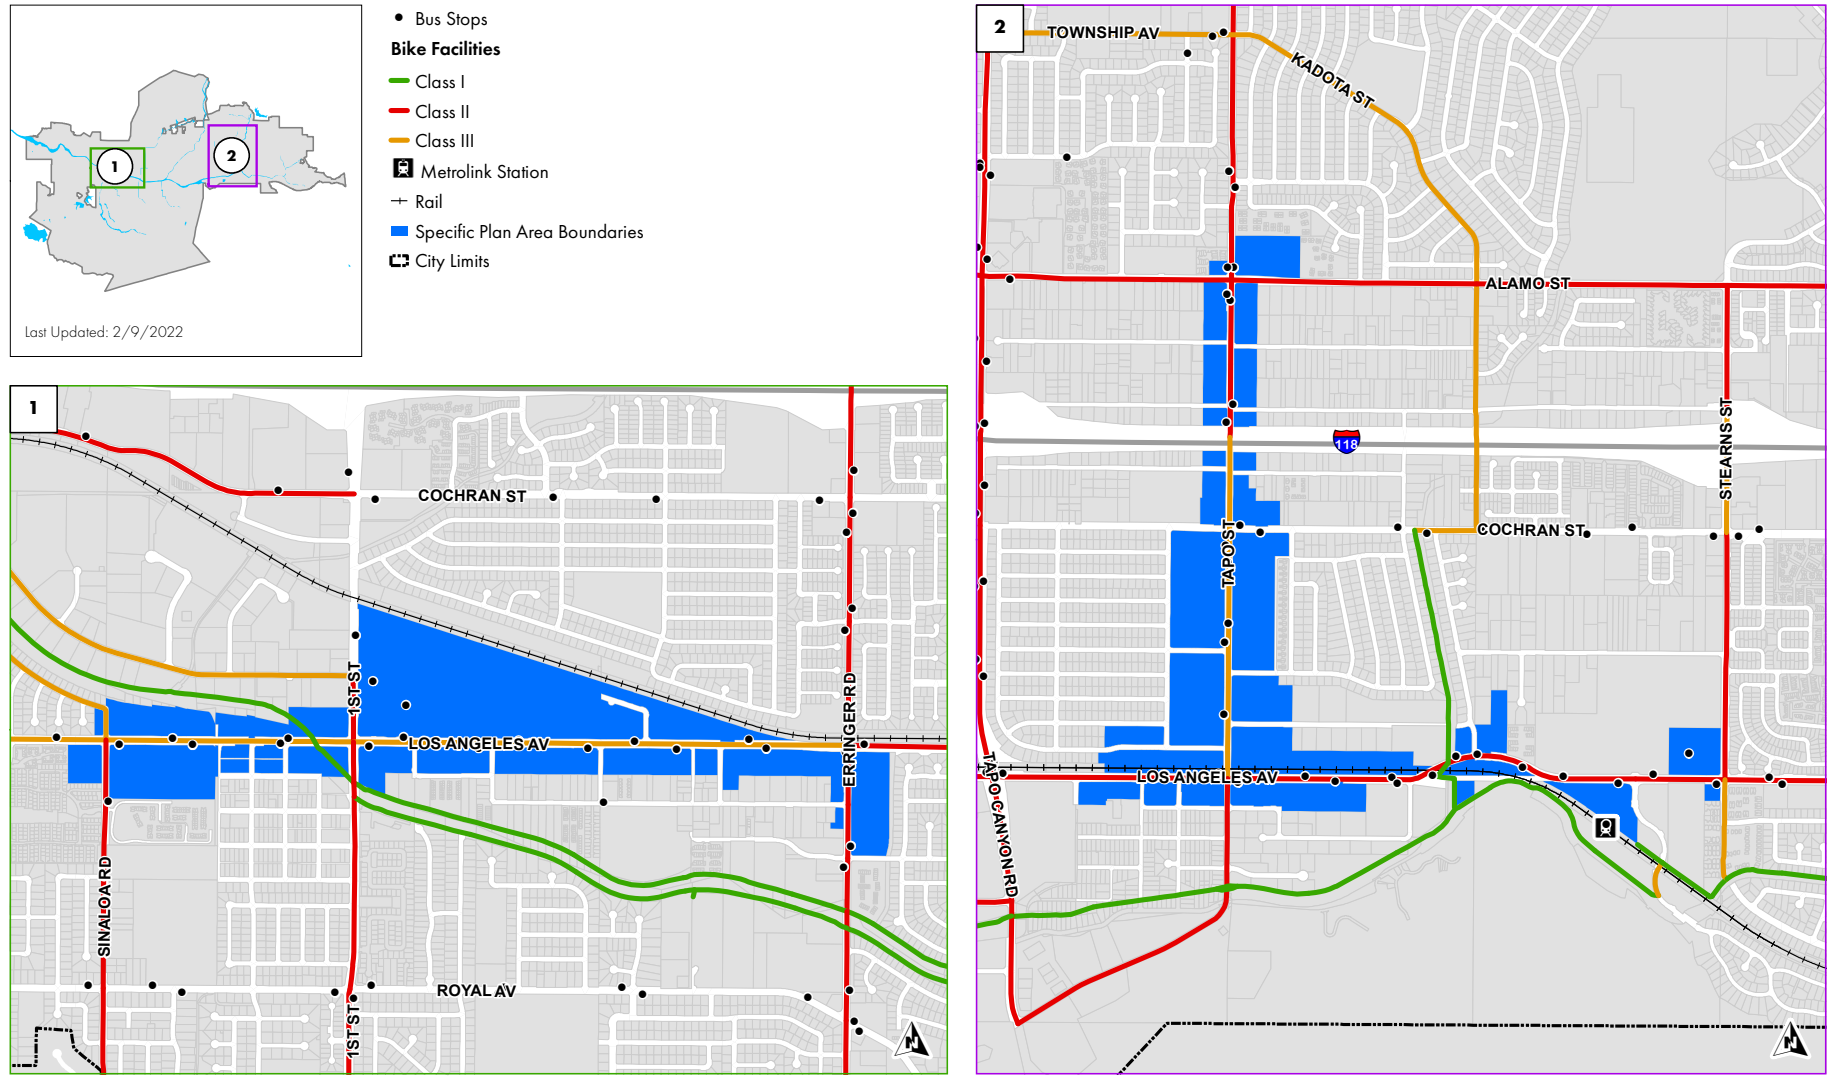 1
2
Last Updated: 2/9/2022
Bus Stops
Bike Facilities
Class I
Class II
Class III
Metrolink Station
Rail
Specific Plan Area Boundaries
City Limits
1
COCHRAN ST
1ST ST
LOS ANGELES AV
ERRINGER RD
SINALOA RD
ROYAL AV
1ST ST
N
2
TOWNSHIP AV
KADOTA ST
ALAMO ST
118
STEARNS ST
COCHRAN ST
TAPO ST
LOS ANGELES AV
TAPO CANYON RD
N